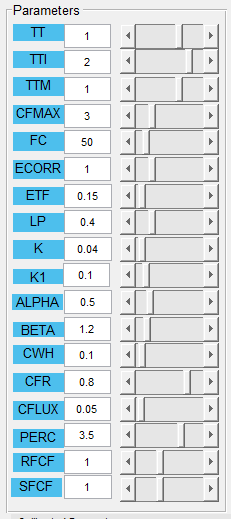 Parameters
TT 1
TTI 2
TTM 1
CFMAX 3
FC 50
ECORR 1
ETF 0.15
LP 0.4
K 0.04
K1 0.1
ALPHA 0.5
BETA 1.2
CWH 0.1
CFR 0.8
CFLUX 0.05
PERC 3.5
RFCF 1
SFCF 1